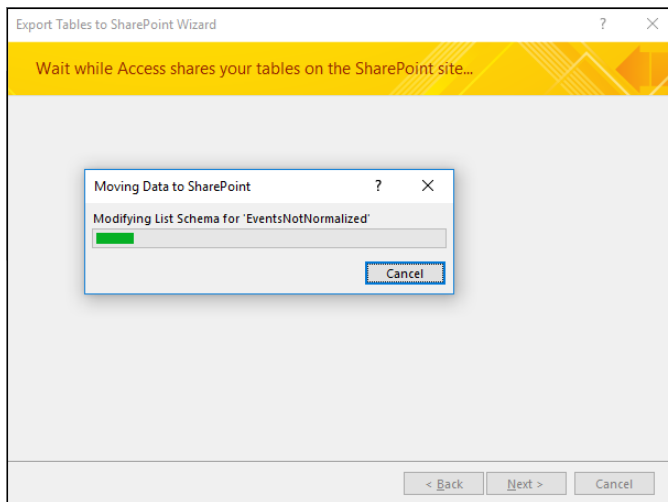 Export Tables to SharePoint Wizard ?
Wait while Access shares your tables on the SharePoint site...
Moving Data to SharePoint ?
Modifying List Schema for 'EventsNotNormalized'
Cancel
< Back Next > Cancel